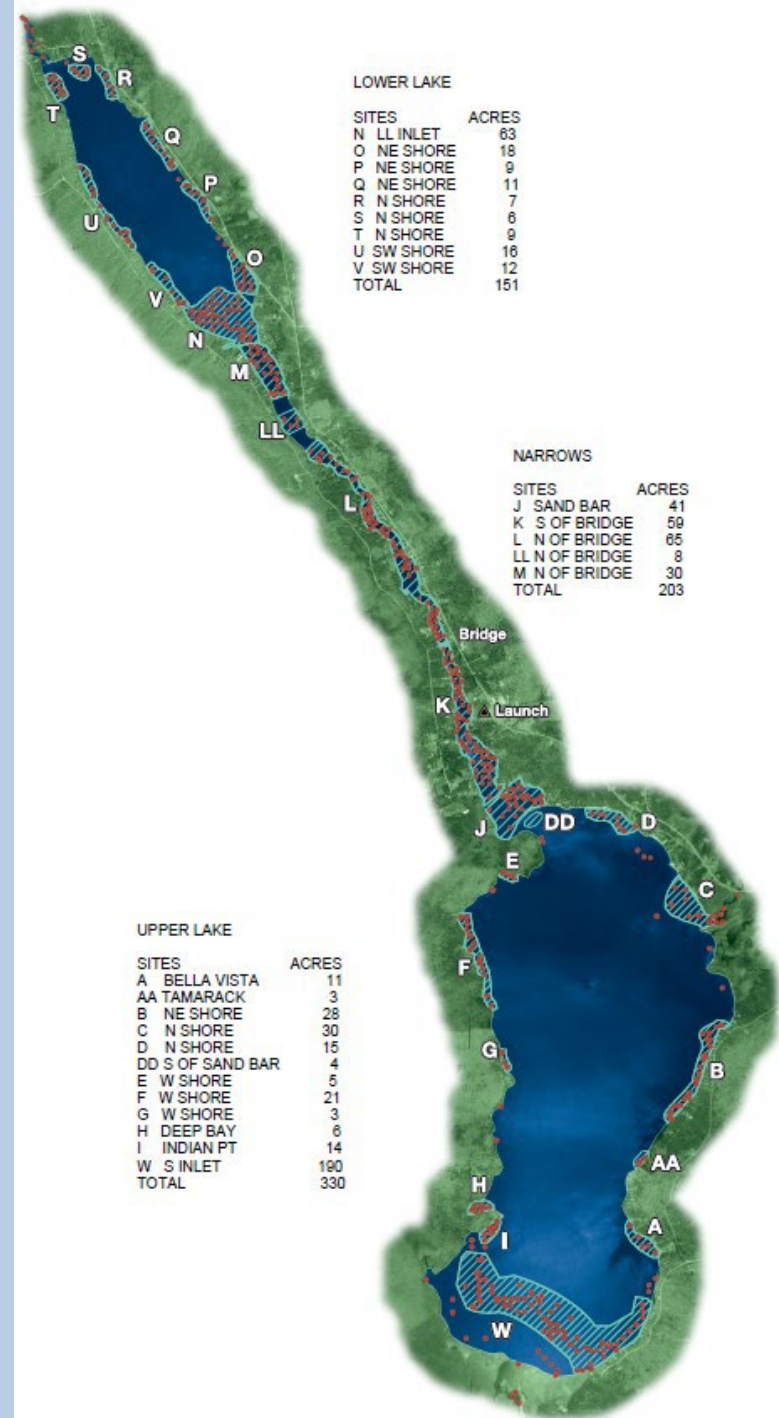 S
R
T
Q
P
U
O
V
N
M
LL
L
Bridge
K
Launch
J
DD
D
E
C
F
G
B
AA
H
A
I
W
LOWER LAKE
SITES ACRES
N LL INLET 63
O NE SHORE 18
P NE SHORE 9
Q NE SHORE 11
R N SHORE 7
S N SHORE 6
T N SHORE 9
U SW SHORE 16
V SW SHORE 12
TOTAL 151
NARROWS
SITES ACRES
J SAND BAR 41
K S OF BRIDGE 59
L N OF BRIDGE 65
LL N OF BRIDGE 8
M N OF BRIDGE 30
TOTAL 203
UPPER LAKE
SITES ACRES
A BELLA VISTA 11
AA TAMARACK 3
B NE SHORE 28
C N SHORE 30
D N SHORE 15
DD S OF SAND BAR 4
E W SHORE 5
F W SHORE 21
G W SHORE 3
H DEEP BAY 6
I INDIAN PT 14
W S INLET 190
TOTAL 330